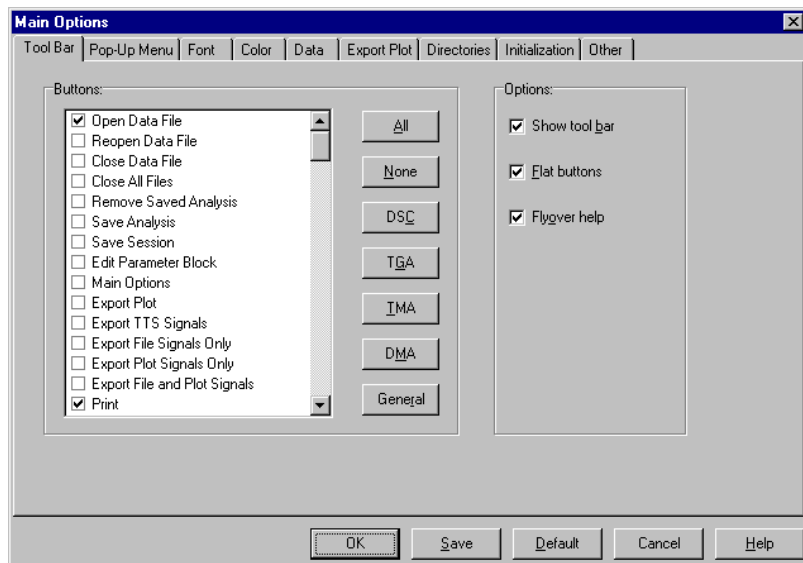 Main Options
Tool Bar Pop-Up Menu Font Color Data Export Plot Directories Initialization Other
Buttons:
Open Data File
Reopen Data File
Close Data File
Close All Files
Remove Saved Analysis
Save Analysis
Save Session
Edit Parameter Block
Main Options
Export Plot
Export TTS Signals
Export File Signals Only
Export Plot Signals Only
Export File and Plot Signals
Print
All
None
DSC
TGA
TMA
DMA
General
Options:
Show tool bar
Flat buttons
Flyover help
OK Save Default Cancel Help